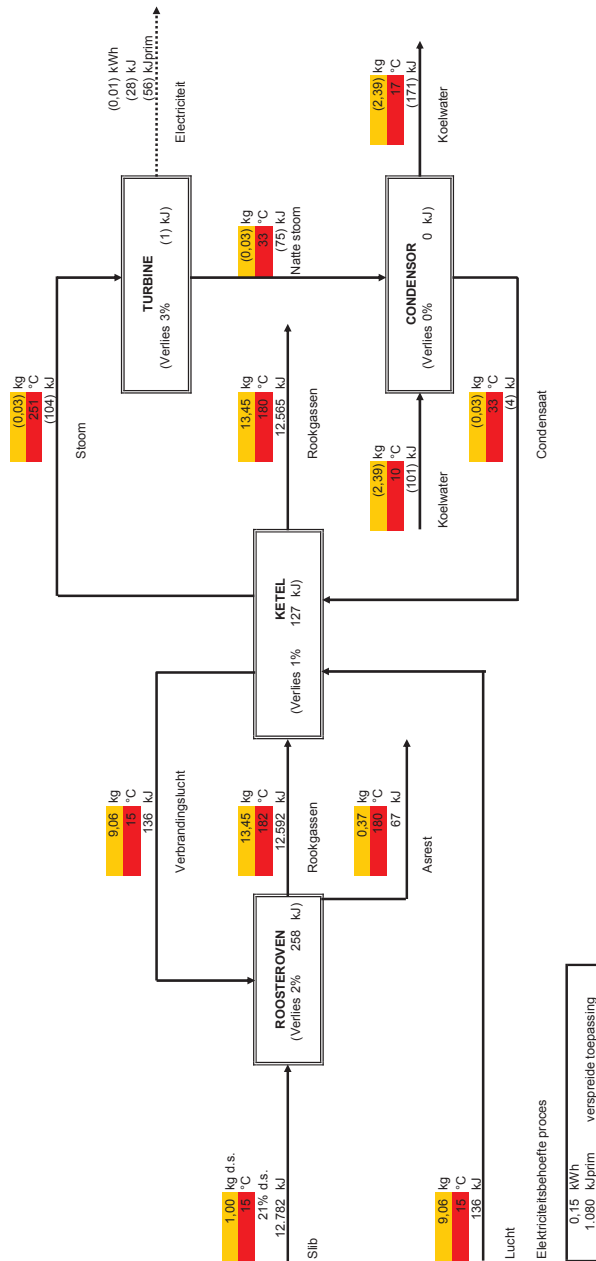 1,00 kg d.s.
15 °C
21% d.s.
12.782 kJ
Slib
ROOSTEROVEN
(Verlies 2% 258 kJ)
9,06 kg
15 °C
136 kJ
Verbrandingslucht
13,45 kg
182 °C
12.592 kJ
Rookgassen
0,37 kg
180 °C
67 kJ
Asrest
9,06 kg
15 °C
136 kJ
Lucht
KETEL
(Verlies 1% 127 kJ)
(0,03) kg
251 °C
(104) kJ
Stoom
13,45 kg
180 °C
12.565 kJ
Rookgassen
TURBINE
(Verlies 3% (1) kJ)
(0,01) kWh
(28) kJ
(56) kJprim
Electriciteit
(0,03) kg
33 °C
(75) kJ
Natte stoom
CONDENSOR
(Verlies 0% 0 kJ)
(2,39) kg
10 °C
(101) kJ
Koelwater
(2,39) kg
17 °C
(171) kJ
Koelwater
(0,03) kg
33 °C
(4) kJ
Condensaat
Elektriciteitsbehoefte proces
0,15 kWh
1.080 kJprim verspreide toepassing